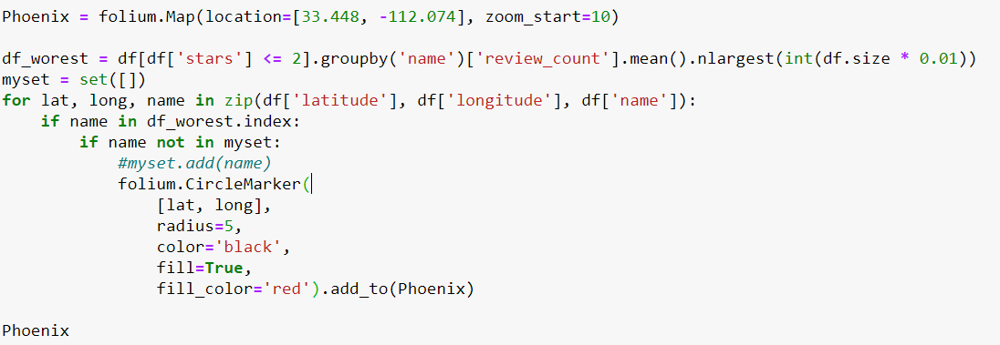 Phoenix = folium.Map(location=[33.448, -112.074], zoom_start=10)

df_worest = df[df['stars'] <= 2].groupby('name')['review_count'].mean().nlargest(int(df.size * 0.01))
myset = set([])
for lat, long, name in zip(df['latitude'], df['longitude'], df['name']):
    if name in df_worest.index:
        if name not in myset:
            #myset.add(name)
            folium.CircleMarker(
                [lat, long],
                radius=5,
                color='black',
                fill=True,
                fill_color='red').add_to(Phoenix)

Phoenix